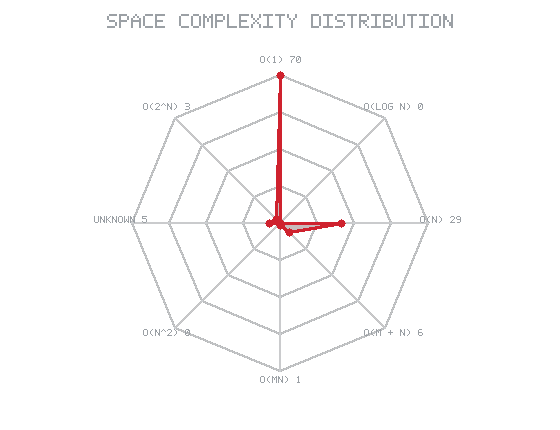 SPACE COMPLEXITY DISTRIBUTION
O(1) 70
O(2^N) 3
O(LOG N) 0
UNKNOWN 5
O(N) 29
O(N^2) 0
O(M + N) 6
O(MN) 1